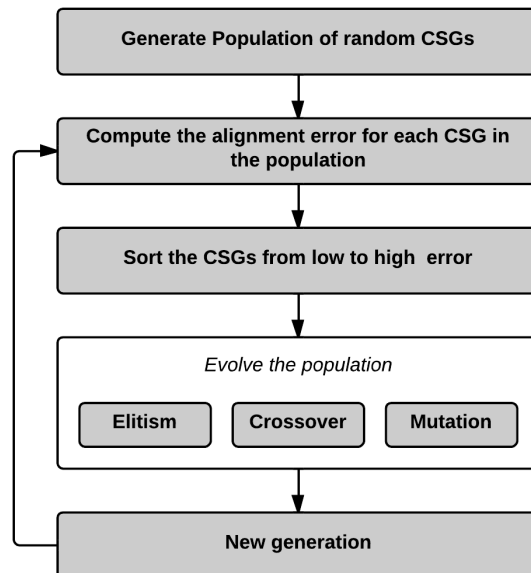 Generate Population of random CSGs
Compute the alignment error for each CSG in
the population
Sort the CSGs from low to high error
Evolve the population
Elitism
Crossover
Mutation
New generation